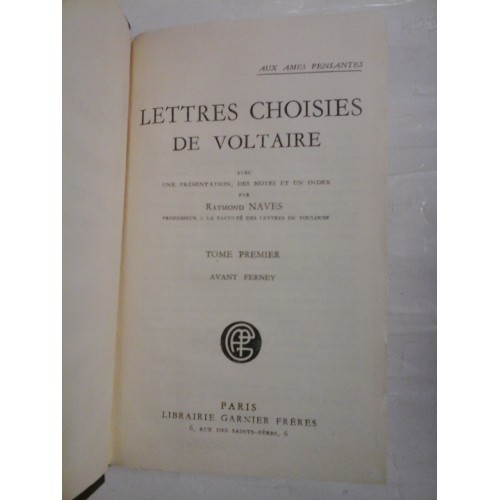 AUX AMES PENSANTES
LETTRES CHOISIES
DE VOLTAIRE
AVEC
UNE PRÉSENTATION, DES NOTES ET UN INDEX
PAR
RAYMOND NAVES
PROFESSEUR A LA FACULTÉ DES LETTRES DE TOULOUSE
TOME PREMIER
AVANT FERNEY
PARIS
LIBRAIRIE GARNIER FRÈRES
6, RUE DES SAINTS-PÈRES, 6